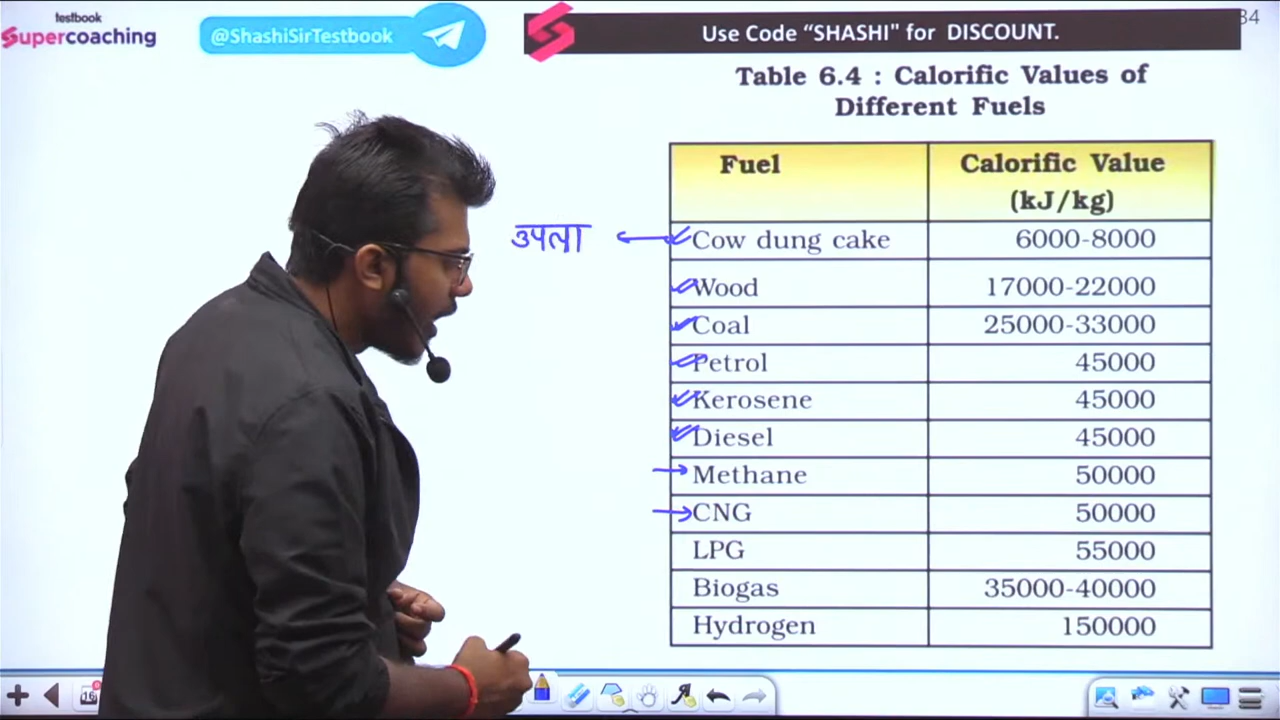 testbook
Supercoaching
@ShashiSirTestbook
Use Code “SHASHI" for DISCOUNT.
34
Table 6.4 : Calorific Values of
Different Fuels
Fuel Calorific Value
(kJ/kg)
उपला Cow dung cake 6000-8000
Wood 17000-22000
Coal 25000-33000
Petrol 45000
Kerosene 45000
Diesel 45000
Methane 50000
CNG 50000
LPG 55000
Biogas 35000-40000
Hydrogen 150000
16